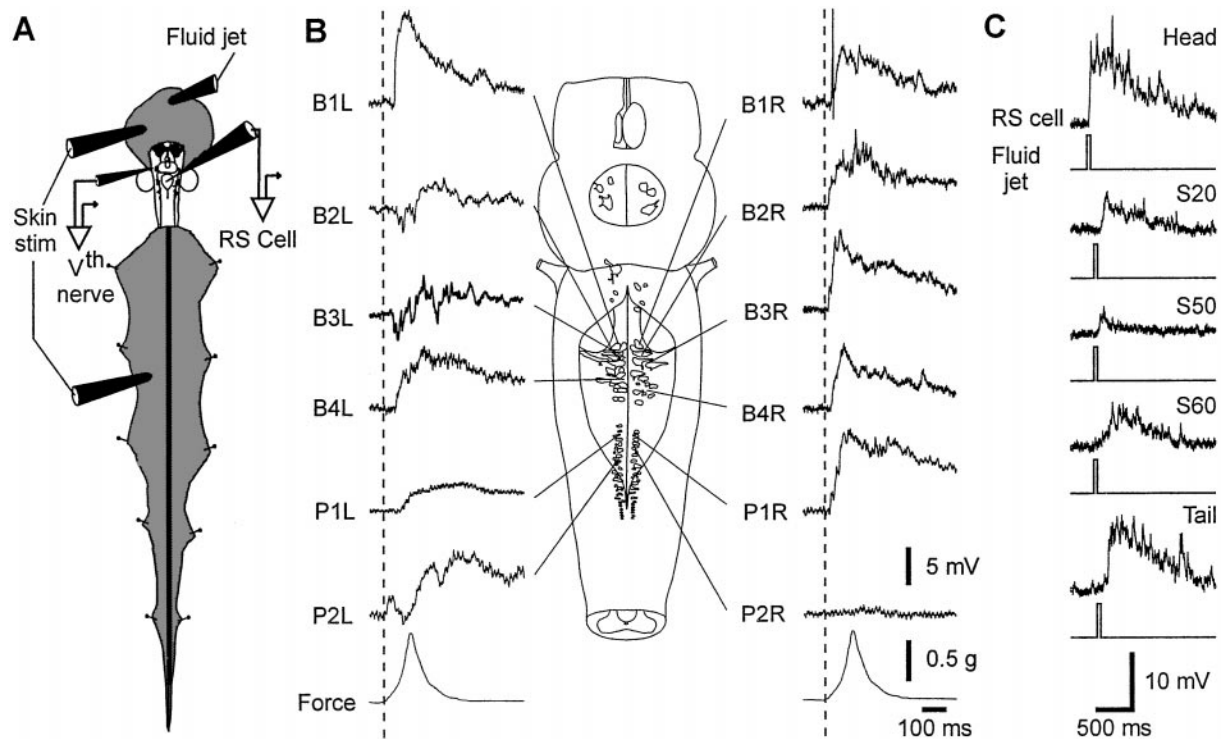 A
Fluid jet
Skin
stim
Vth
nerve
RS Cell
B
B1L
B2L
B3L
B4L
P1L
P2L
Force
B1R
B2R
B3R
B4R
P1R
P2R
5 mV
0.5 g
100 ms
C
Head
RS cell
Fluid
jet
S20
S50
S60
Tail
10 mV
500 ms